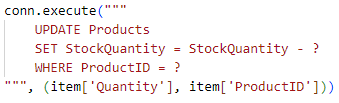 conn.execute("""
    UPDATE Products
    SET StockQuantity = StockQuantity - ?
    WHERE ProductID = ?
""", (item['Quantity'], item['ProductID']))